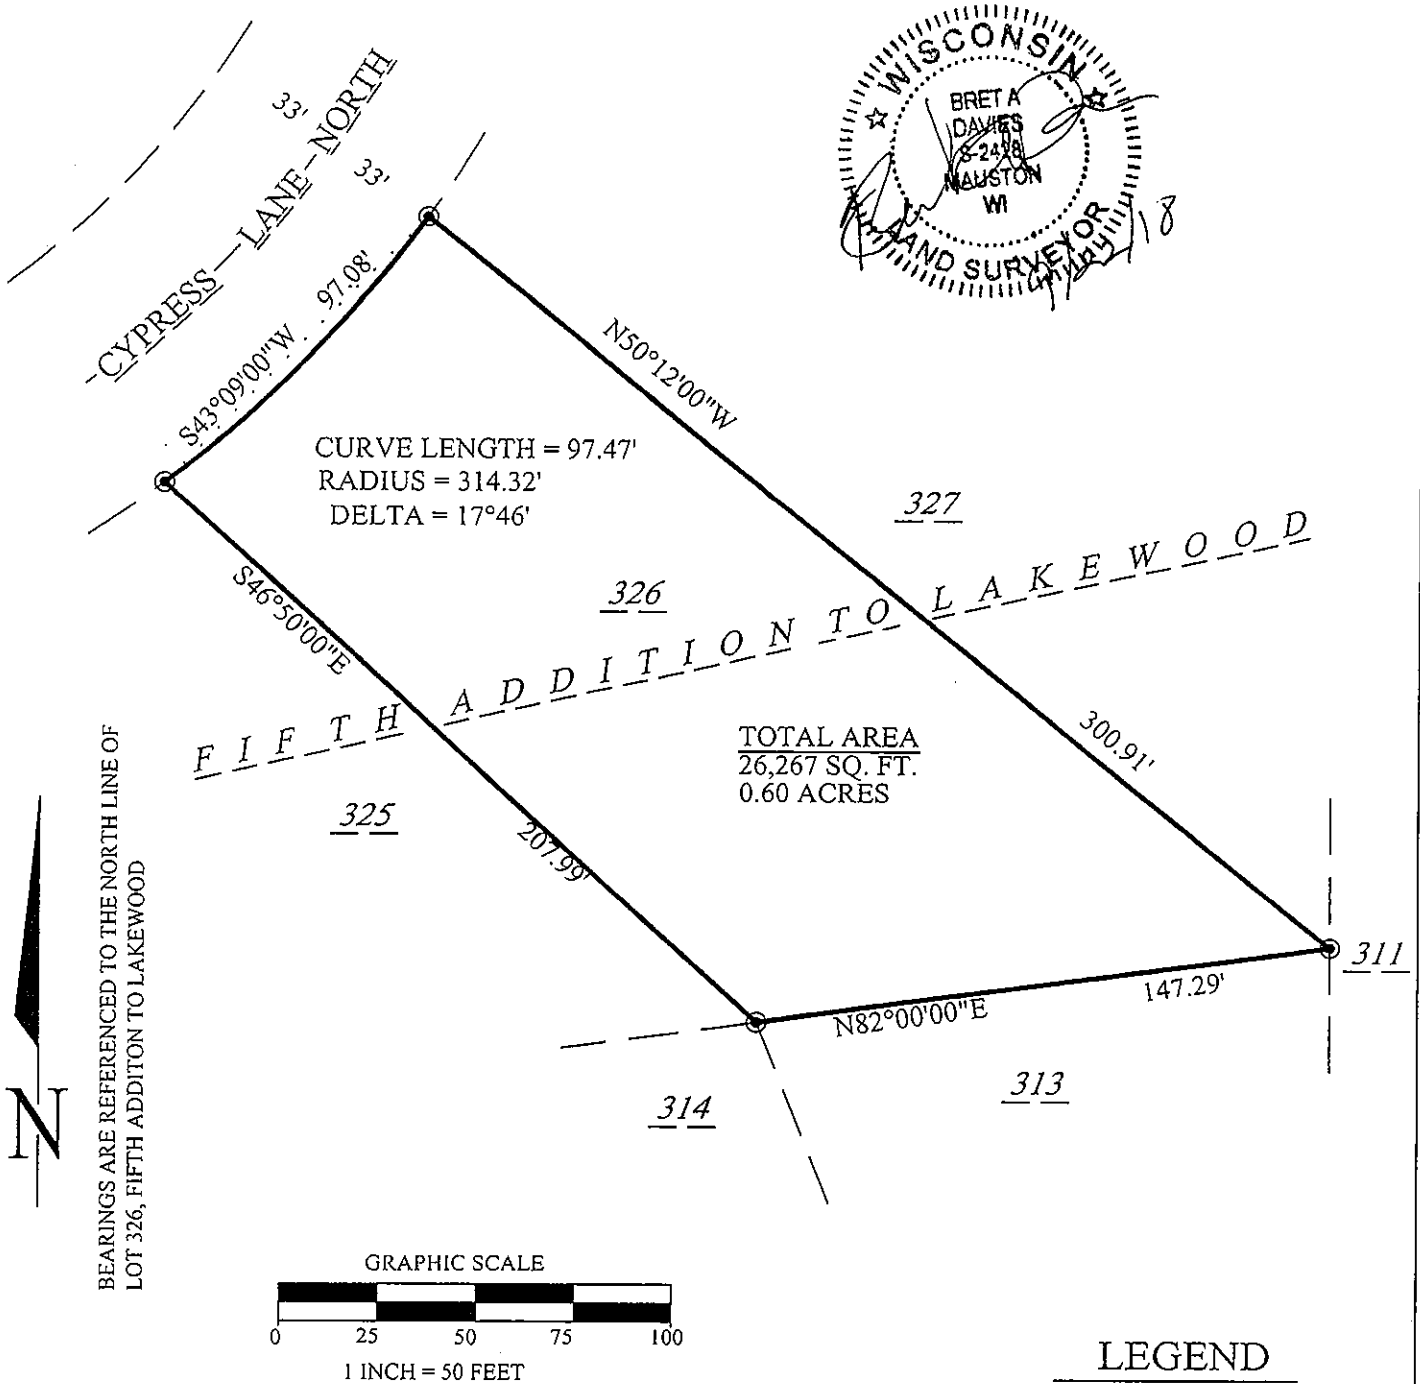 WISCONSIN
BRET A
DAVIES
S-2428
MAUSTON
WI
LAND SURVEYOR
33'
33'
CYPRESS LANE NORTH
S43°09'00"W 97.08'
N50°12'00"W
300.91'
CURVE LENGTH = 97.47'
RADIUS = 314.32'
DELTA = 17°46'
327
326
FIFTH ADDITION TO LAKEWOOD
S46°50'00"E
207.99'
TOTAL AREA
26,267 SQ. FT.
0.60 ACRES
325
311
N82°00'00"E
147.29'
313
314
BEARINGS ARE REFERENCED TO THE NORTH LINE OF
LOT 326, FIFTH ADDITON TO LAKEWOOD
N
GRAPHIC SCALE
0 25 50 75 100
1 INCH = 50 FEET
LEGEND